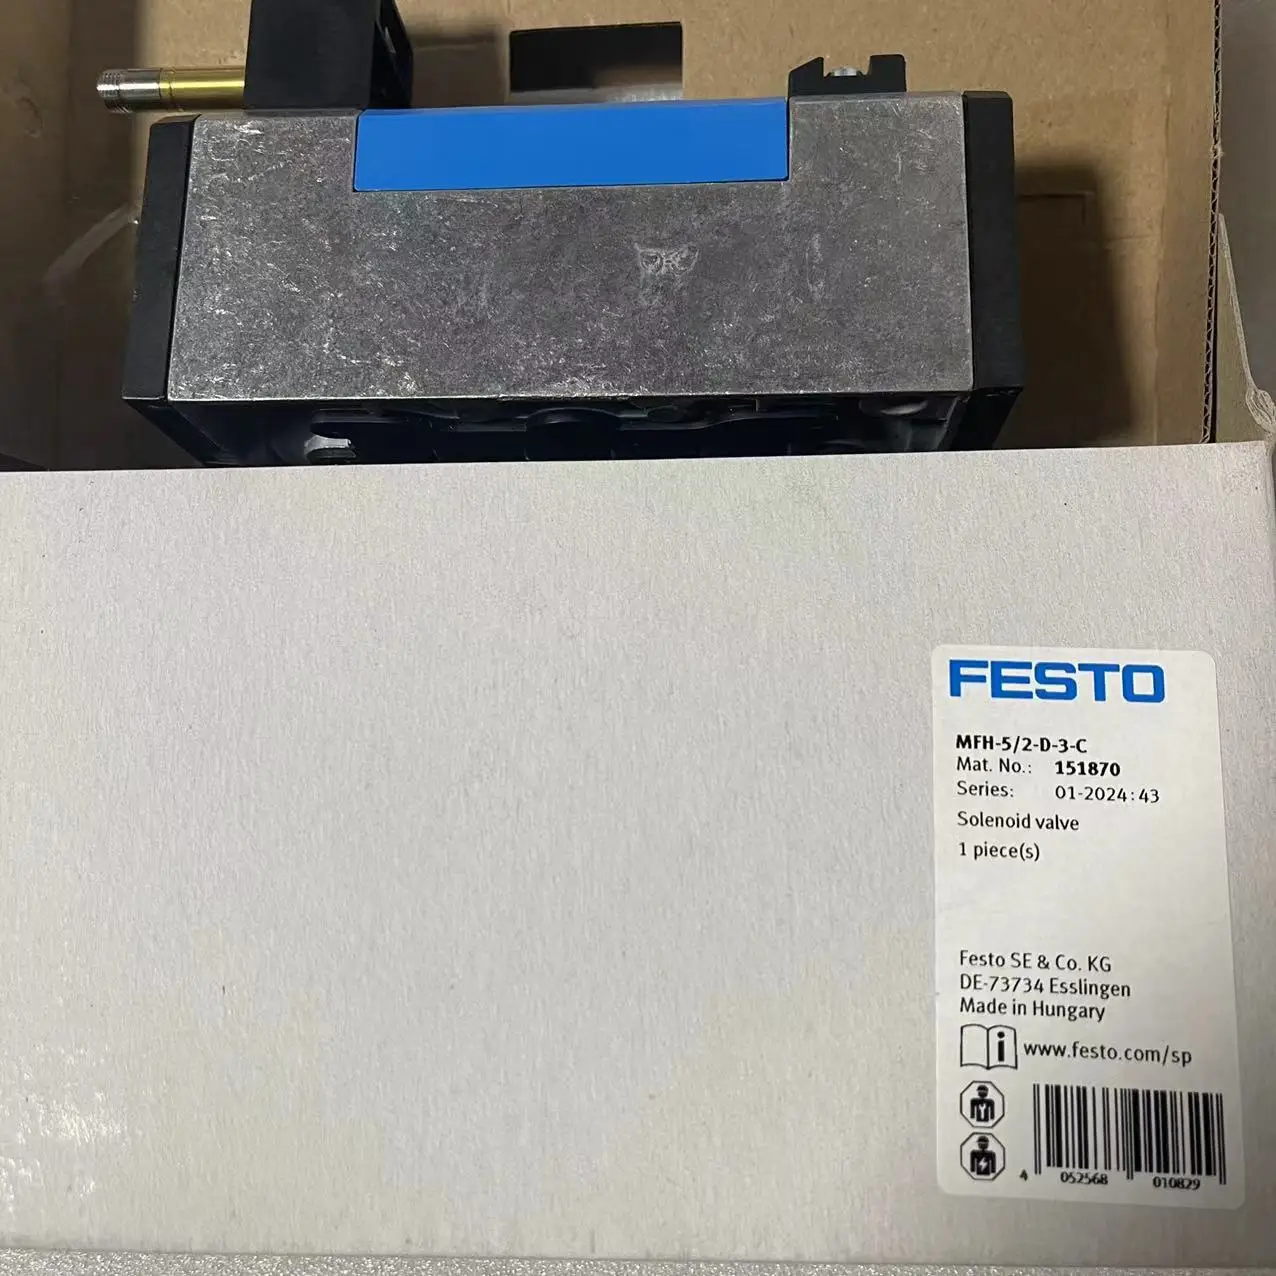 FESTO
MFH-5/2-D-3-C
Mat. No.: 151870
Series: 01-2024:43
Solenoid valve
1 piece(s)
Festo SE & Co. KG
DE-73734 Esslingen
Made in Hungary
i www.festo.com/sp
4 052568 010829